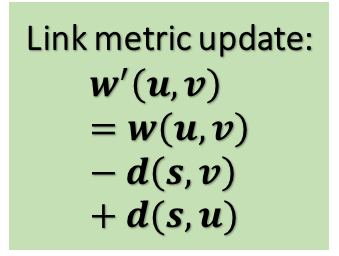 Link metric update:
w′(u, v)
= w(u, v)
− d(s, v)
+ d(s, u)